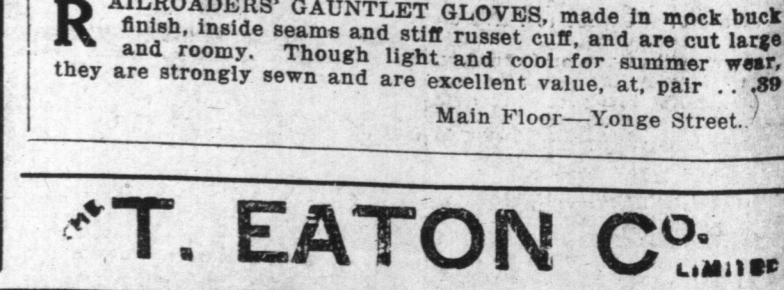 RAILROADERS' GAUNTLET GLOVES, made in mock buck
finish, inside seams and stiff russet cuff, and are cut large
and roomy. Though light and cool for summer wear,
they are strongly sewn and are excellent value, at, pair .. .39
Main Floor—Yonge Street.
THE T. EATON CO. LIMITED